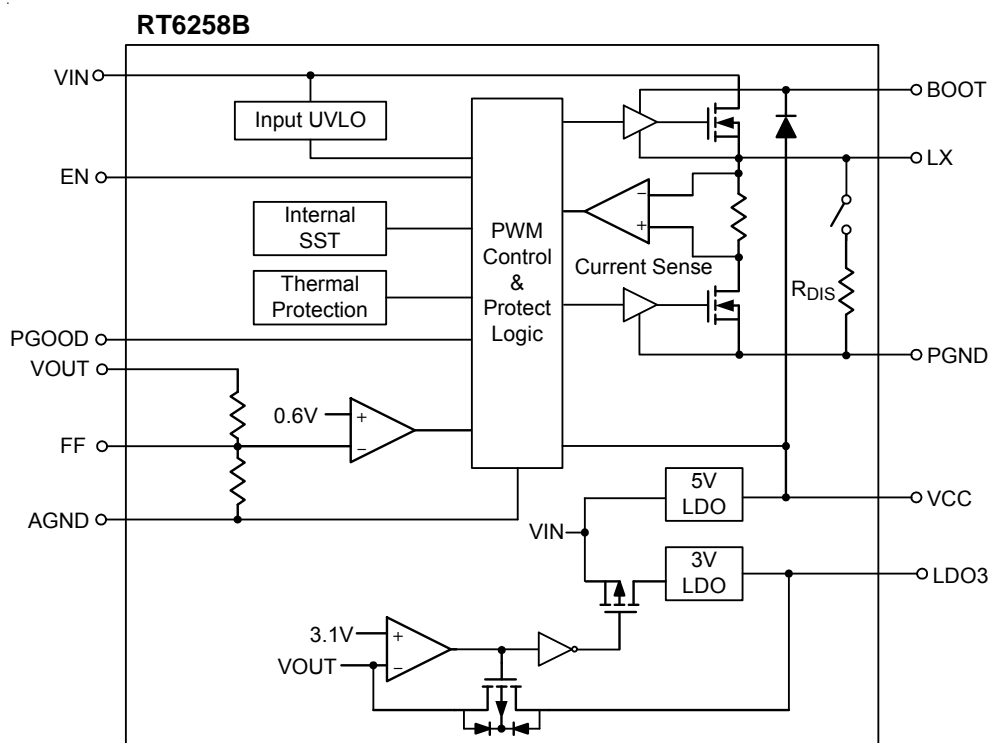 RT6258B
VIN
BOOT
Input UVLO
LX
EN
Internal
SST
PWM
Control
&
Protect
Logic
−
+
Current Sense
Thermal
Protection
RDIS
PGOOD
PGND
VOUT
0.6V
+
−
FF
5V
LDO
VCC
AGND
VIN
3V
LDO
LDO3
3.1V
+
VOUT
−